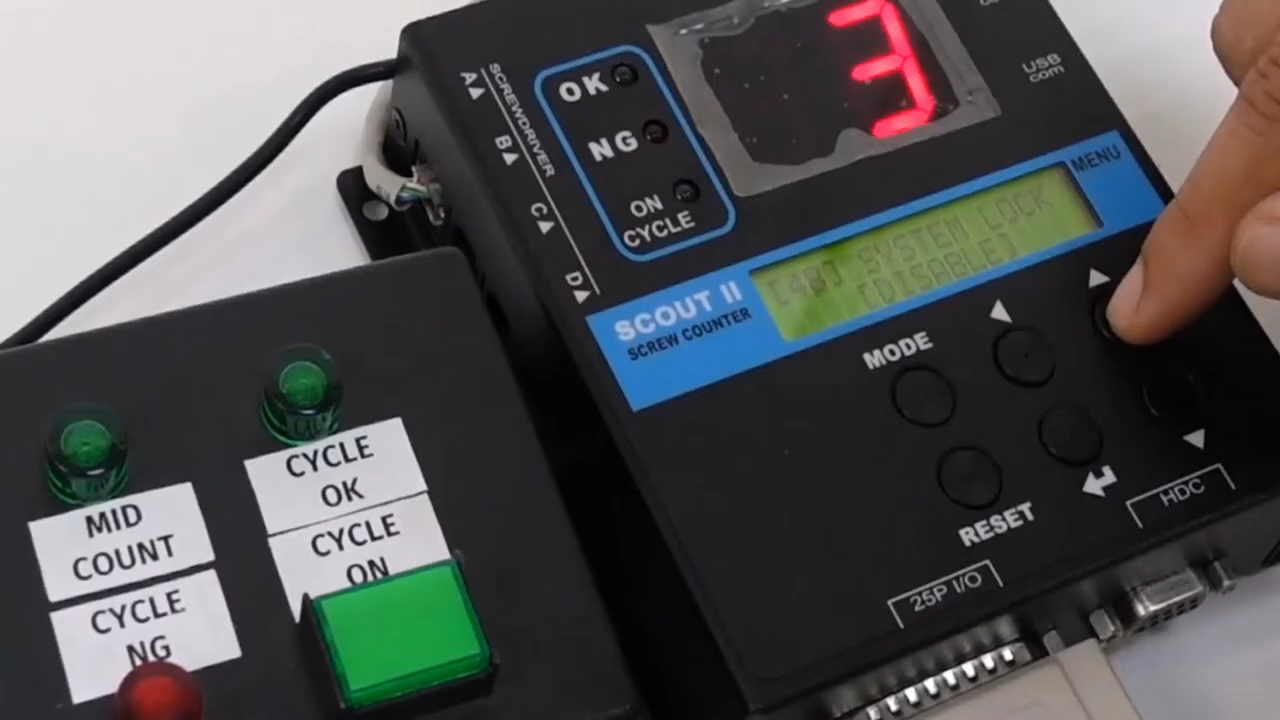 3
USB
com
OK
NG
ON
CYCLE
SCREWDRIVER
A▲
B▲
C▲
D▲
MENU
[48] SYSTEM LOCK
[DISABLE]
SCOUT II
SCREW COUNTER
MODE
RESET
HDC
25P I/O
CYCLE
OK
CYCLE
ON
MID
COUNT
CYCLE
NG